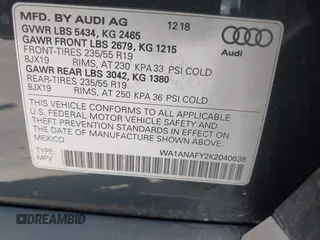 MFD. BY AUDI AG 12.18
GVWR LBS 5434, KG 2465
GAWR FRONT LBS 2679, KG 1215
FRONT-TIRES 235/55 R19
8JX19 RIMS, AT 230 KPA 33 PSI COLD
GAWR REAR LBS 3042, KG 1380
REAR-TIRES 235/55 R19
8JX19 RIMS, AT 250 KPA 36 PSI COLD
THIS VEHICLE CONFORMS TO ALL APPLICABLE
U.S. FEDERAL MOTOR VEHICLE SAFETY
STANDARDS IN EFFECT ON THE DATE OF
MANUFACTURE SHOWN ABOVE.
MEXICO
TYPE: WA1ANAFY2K2040638
MPV
Audi
DREAMBID